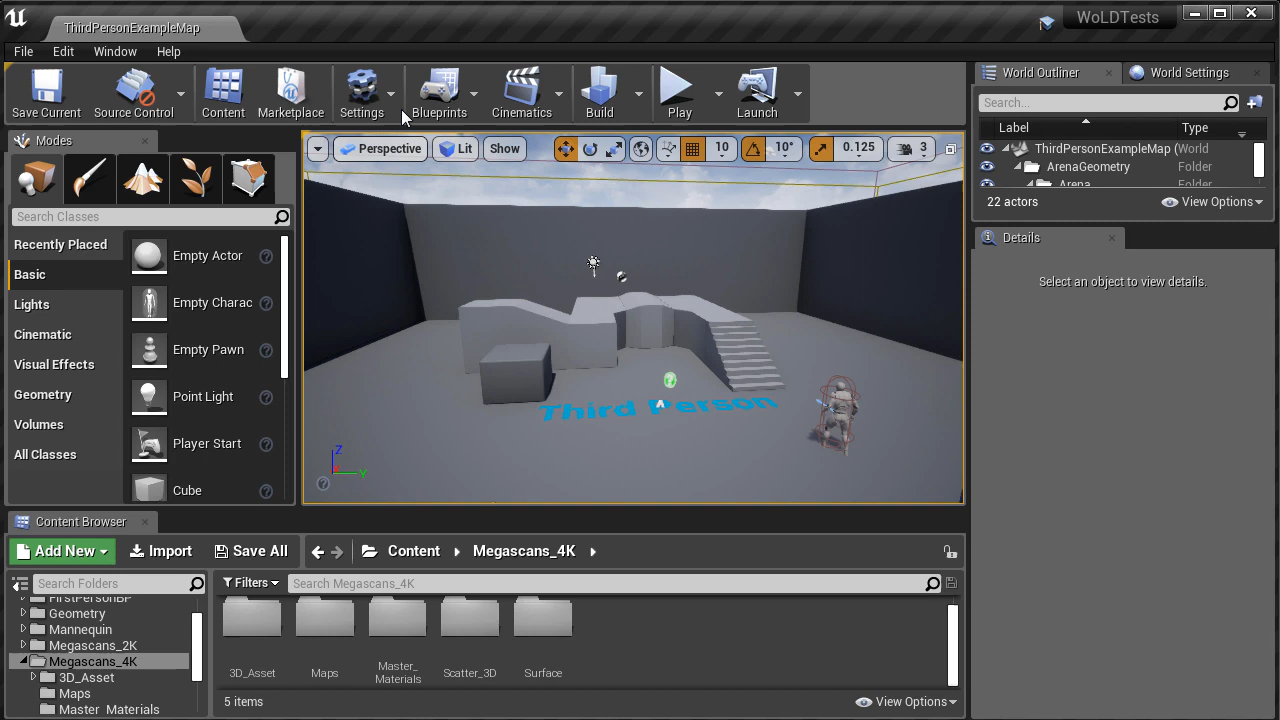 ThirdPersonExampleMap
WoLDTests
File Edit Window Help
Save Current Source Control Content Marketplace Settings Blueprints Cinematics Build Play Launch
World Outliner World Settings
Search...
Label Type
ThirdPersonExampleMap ( World
ArenaGeometry Folder
Arena Folder
22 actors View Options
Details
Select an object to view details.
Modes
Search Classes
Recently Placed
Basic
Lights
Cinematic
Visual Effects
Geometry
Volumes
All Classes
Empty Actor
Empty Charac
Empty Pawn
Point Light
Player Start
Cube
Perspective Lit Show 10 10° 0.125 3
Third Person
Z
Y
Content Browser
Add New Import Save All Content Megascans_4K
Search Folders
FirstPersonBP
Geometry
Mannequin
Megascans_2K
Megascans_4K
3D_Asset
Maps
Master_Materials
Filters Search Megascans_4K
3D_Asset
Maps
Master_
Materials
Scatter_3D
Surface
5 items View Options